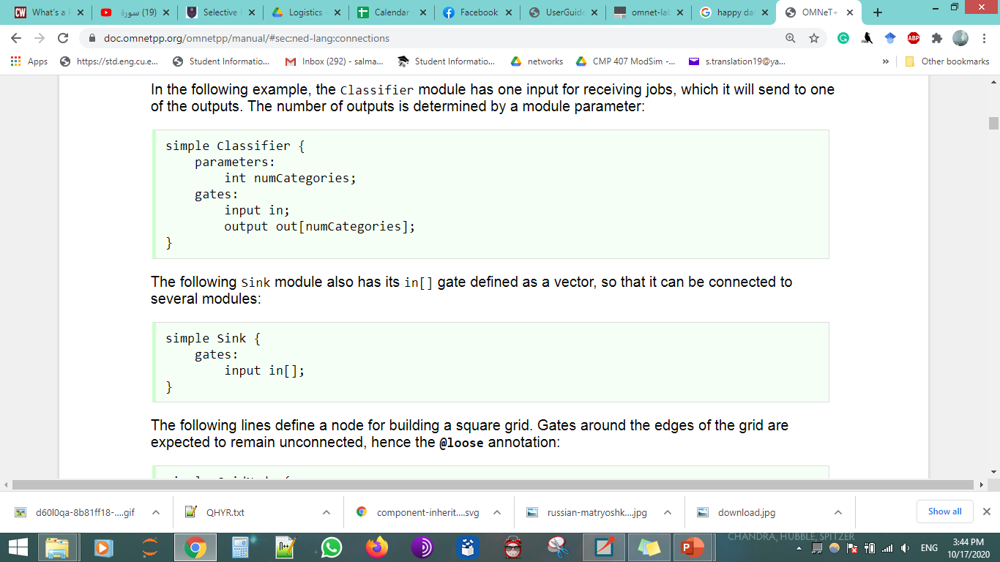 What's a
(19) سورة
Selective
Logistics
Calendar
Facebook
UserGuide
omnet-lab
happy da
OMNeT+
doc.omnetpp.org/omnetpp/manual/#sec:ned-lang:connections
Apps
https://std.eng.cu.e...
Student Informatio...
Inbox (292) - salma...
Student Informatio...
networks
CMP 407 ModSim -...
s.translation19@ya...
»
Other bookmarks
In the following example, the Classifier module has one input for receiving jobs, which it will send to one
of the outputs. The number of outputs is determined by a module parameter:
simple Classifier {
parameters:
int numCategories;
gates:
input in;
output out[numCategories];
}
The following Sink module also has its in[] gate defined as a vector, so that it can be connected to
several modules:
simple Sink {
gates:
input in[];
}
The following lines define a node for building a square grid. Gates around the edges of the grid are
expected to remain unconnected, hence the @loose annotation:
d60l0qa-8b81ff18-....gif
QHYR.txt
component-inherit....svg
russian-matryoshk....jpg
download.jpg
Show all
CHANDRA, HUBBLE, SPITZER
ENG
3:44 PM
10/17/2020